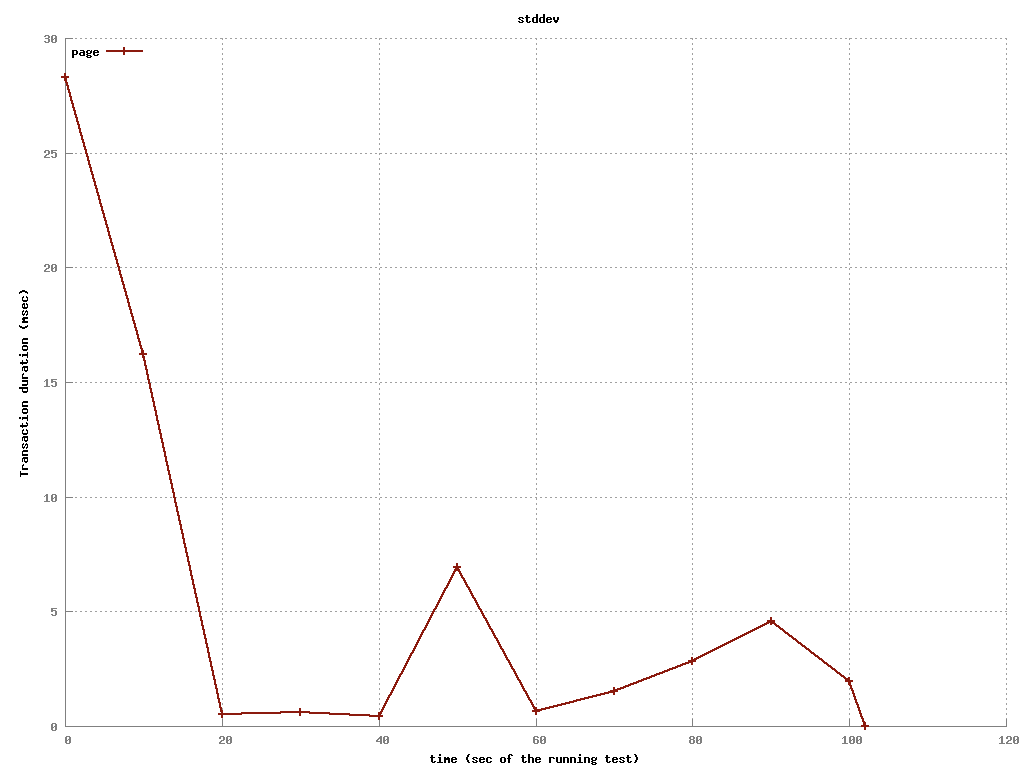 stddev
30
page
25
20
15
10
5
0
Transaction duration (msec)
0 20 40 60 80 100 120
time (sec of the running test)